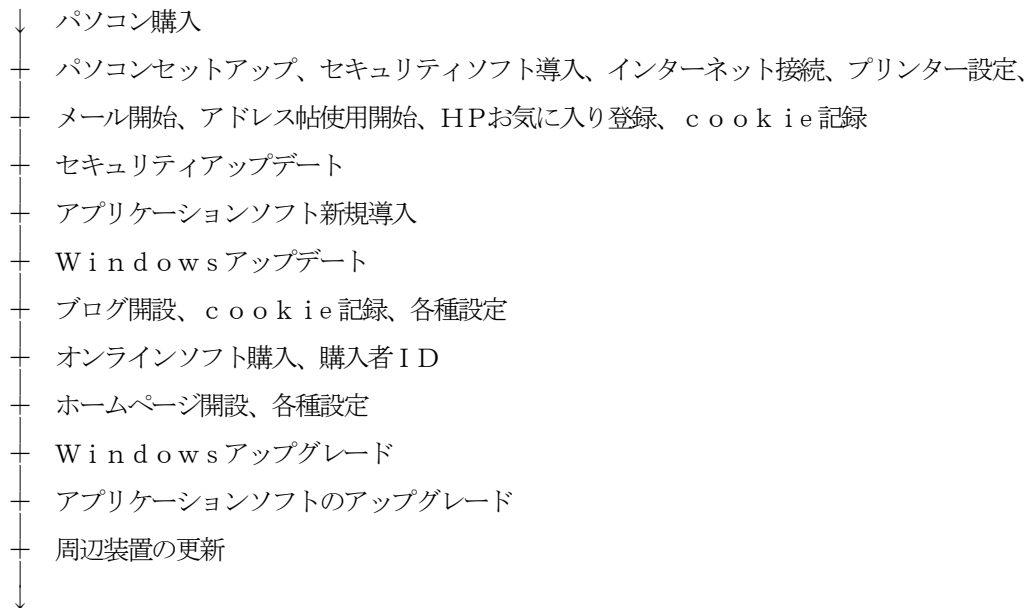 パソコン購入
パソコンセットアップ、セキュリティソフト導入、インターネット接続、プリンター設定、
メール開始、アドレス帖使用開始、ＨＰお気に入り登録、ｃｏｏｋｉｅ記録
セキュリティアップデート
アプリケーションソフト新規導入
Ｗｉｎｄｏｗｓアップデート
ブログ開設、ｃｏｏｋｉｅ記録、各種設定
オンラインソフト購入、購入者ＩＤ
ホームページ開設、各種設定
Ｗｉｎｄｏｗｓアップグレード
アプリケーションソフトのアップグレード
周辺装置の更新